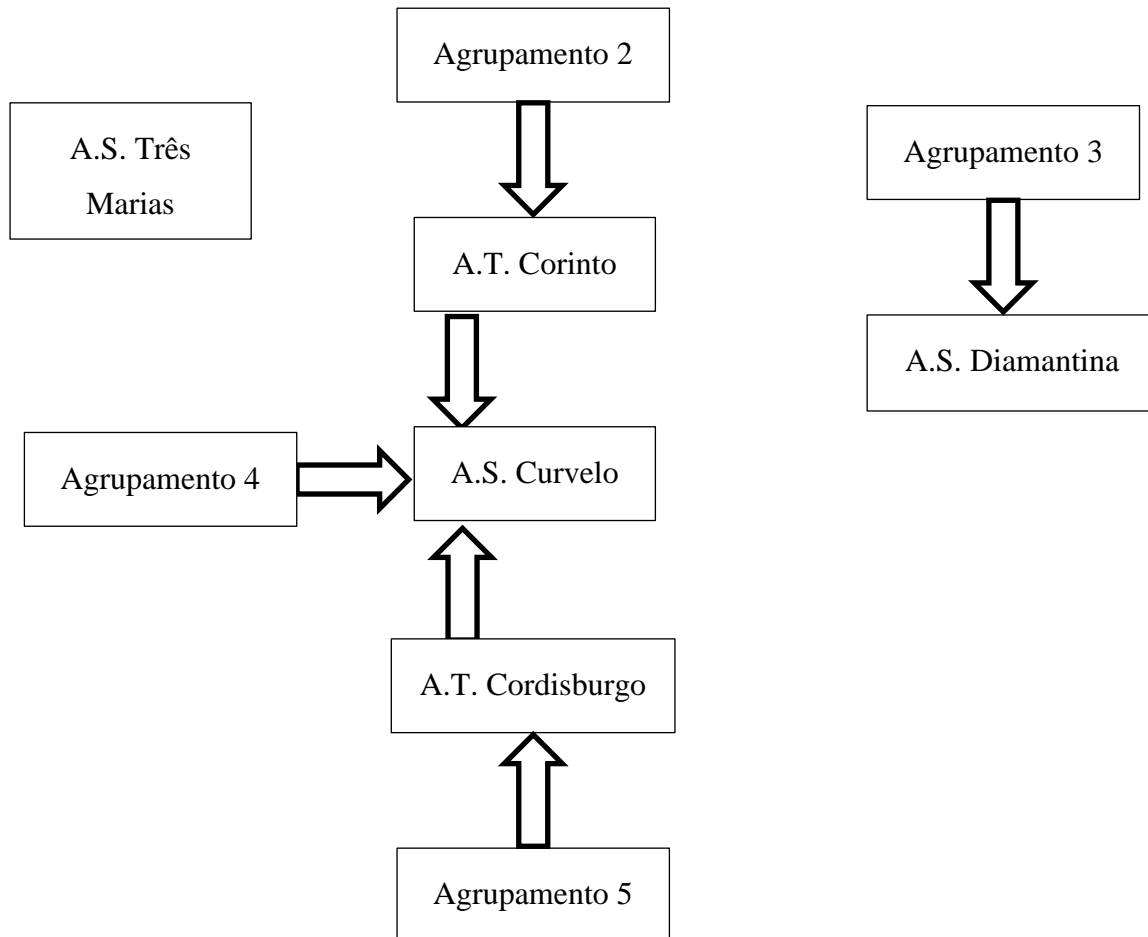 Agrupamento 2
A.S. Três
Marias
Agrupamento 3
A.T. Corinto
A.S. Diamantina
Agrupamento 4
A.S. Curvelo
A.T. Cordisburgo
Agrupamento 5